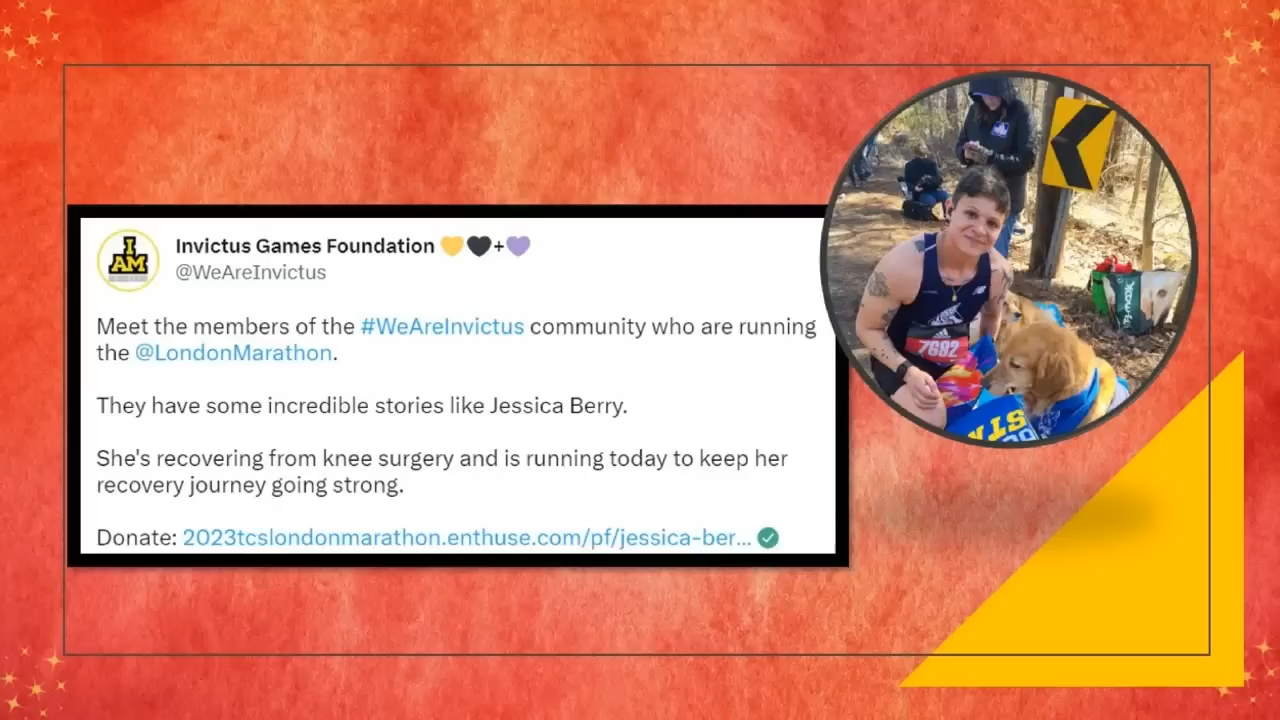 I
AM
Invictus Games Foundation 💛🖤+💜
@WeAreInvictus
Meet the members of the #WeAreInvictus community who are running
the @LondonMarathon.
They have some incredible stories like Jessica Berry.
She's recovering from knee surgery and is running today to keep her
recovery journey going strong.
Donate: 2023tcslondonmarathon.enthuse.com/pf/jessica-ber...
7682